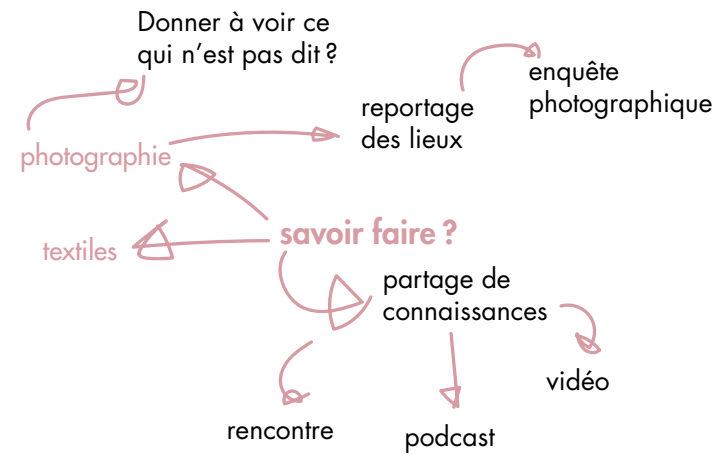 Donner à voir ce
qui n’est pas dit ?
enquête
photographique
reportage
des lieux
photographie
savoir faire ?
textiles
partage de
connaissances
vidéo
rencontre
podcast